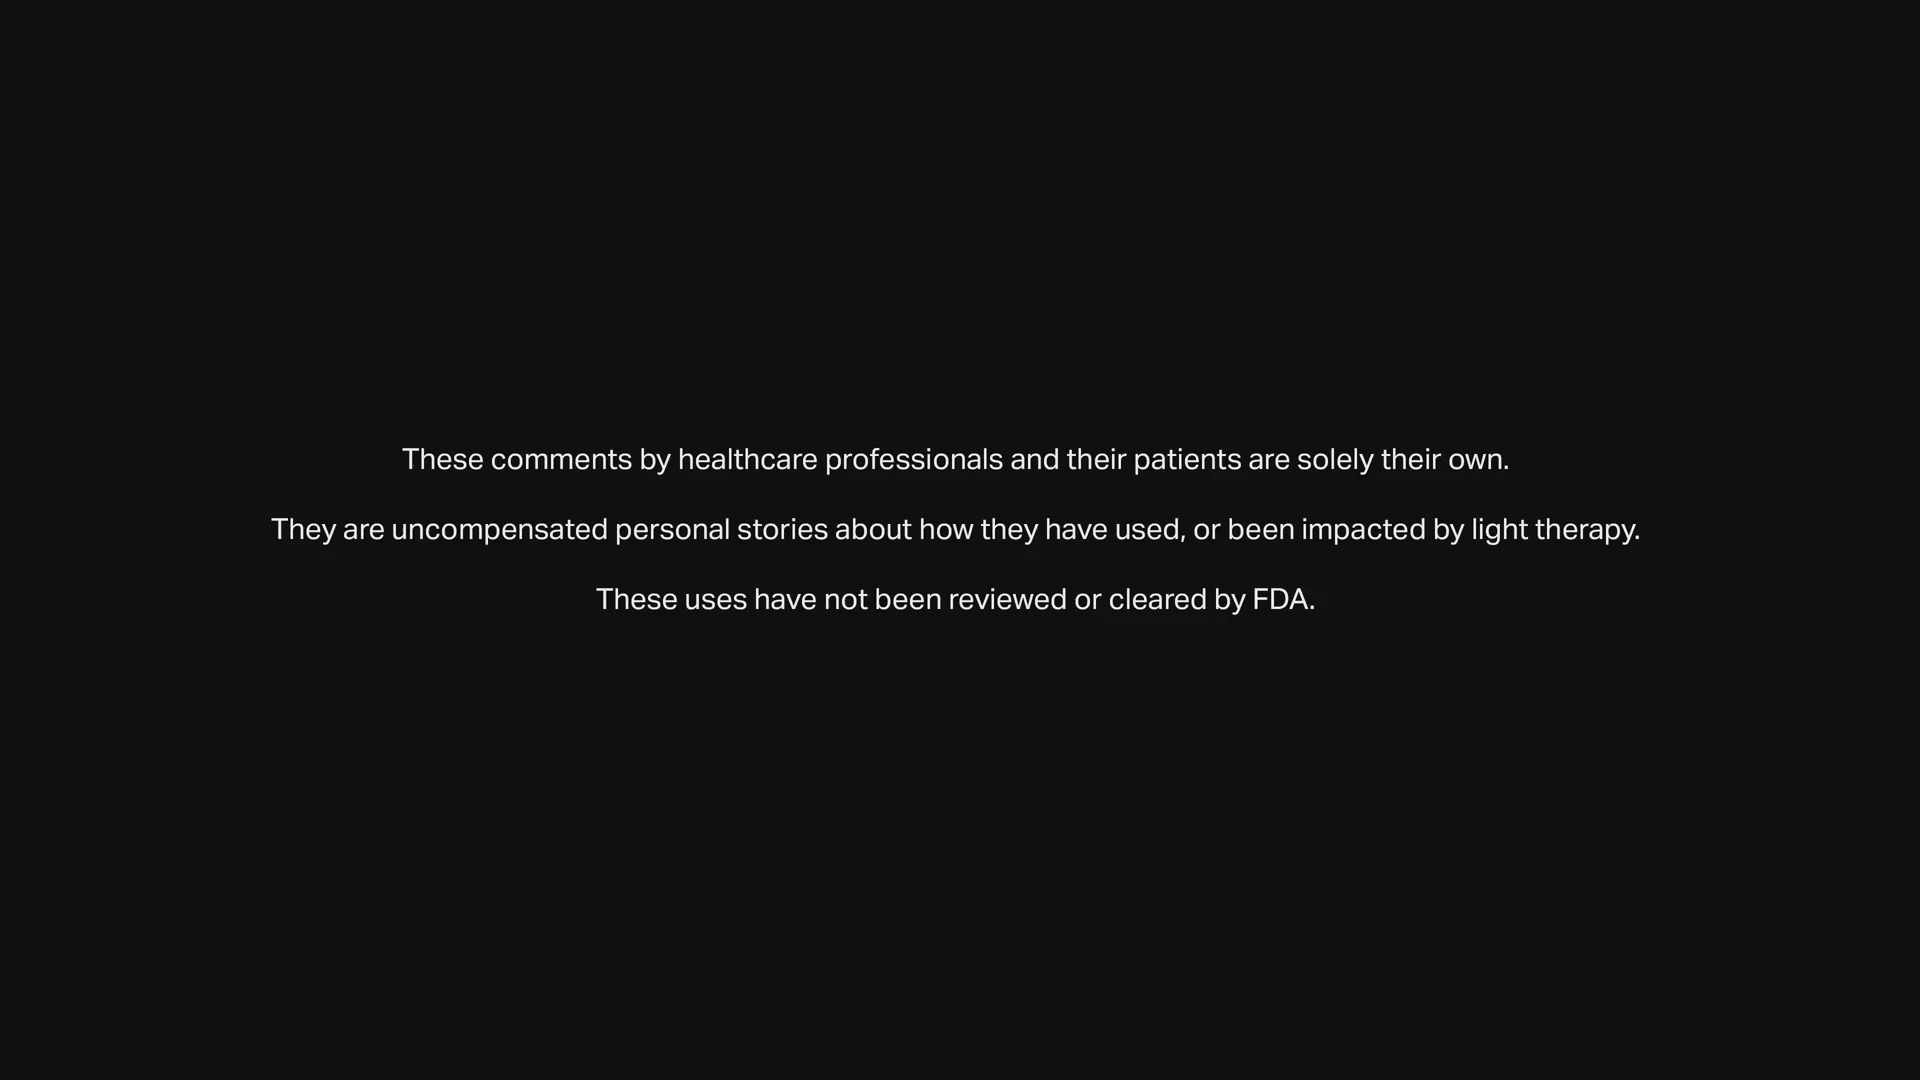 These comments by healthcare professionals and their patients are solely their own.
They are uncompensated personal stories about how they have used, or been impacted by light therapy.
These uses have not been reviewed or cleared by FDA.